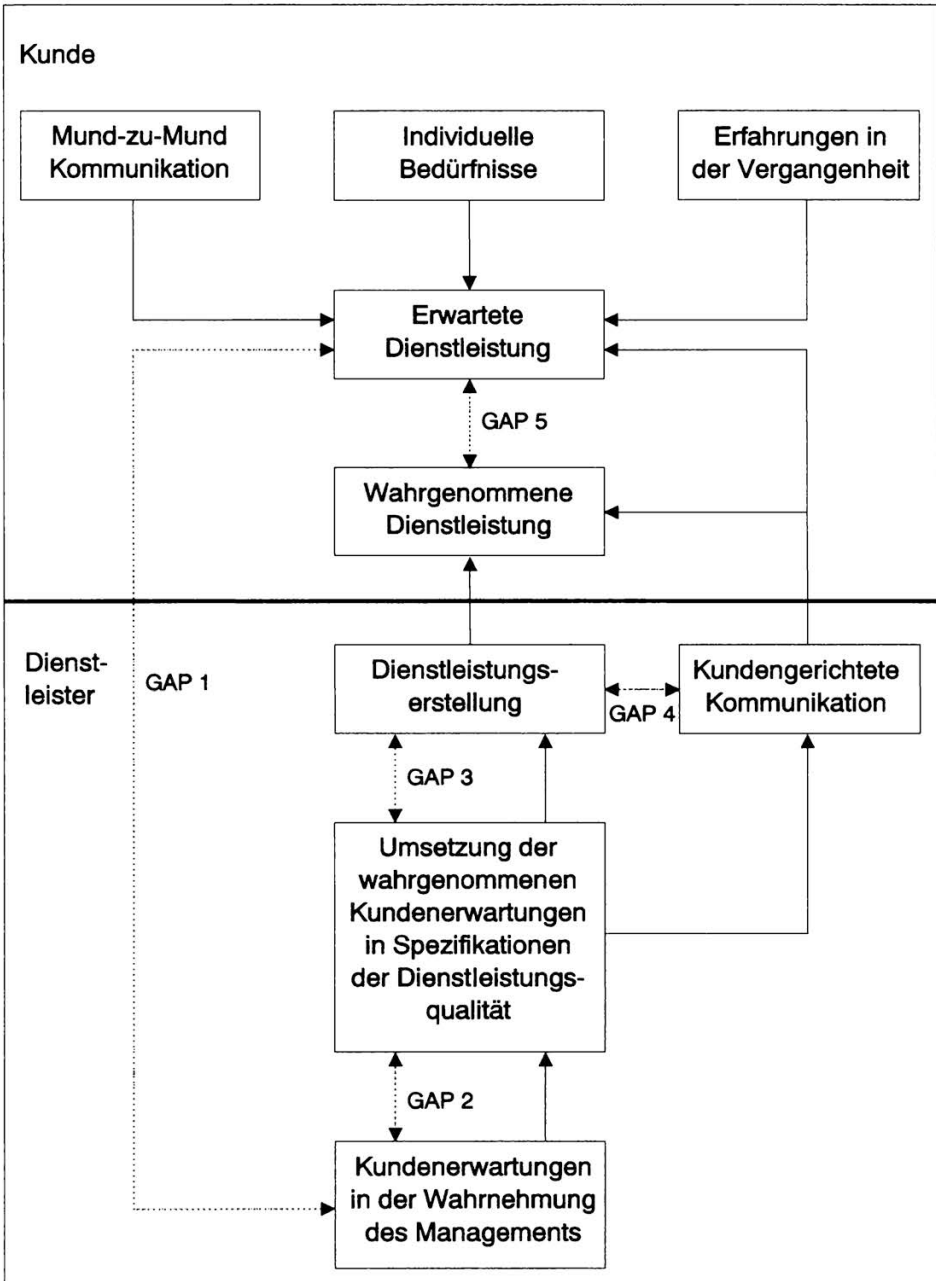 Kunde
Mund-zu-Mund
Kommunikation
Individuelle
Bedürfnisse
Erfahrungen in
der Vergangenheit
Erwartete
Dienstleistung
GAP 5
Wahrgenommene
Dienstleistung
Dienst-
leister
GAP 1
Dienstleistungs-
erstellung
GAP 4
Kundengerichtete
Kommunikation
GAP 3
Umsetzung der
wahrgenommenen
Kundenerwartungen
in Spezifikationen
der Dienstleistungs-
qualität
GAP 2
Kundenerwartungen
in der Wahrnehmung
des Managements